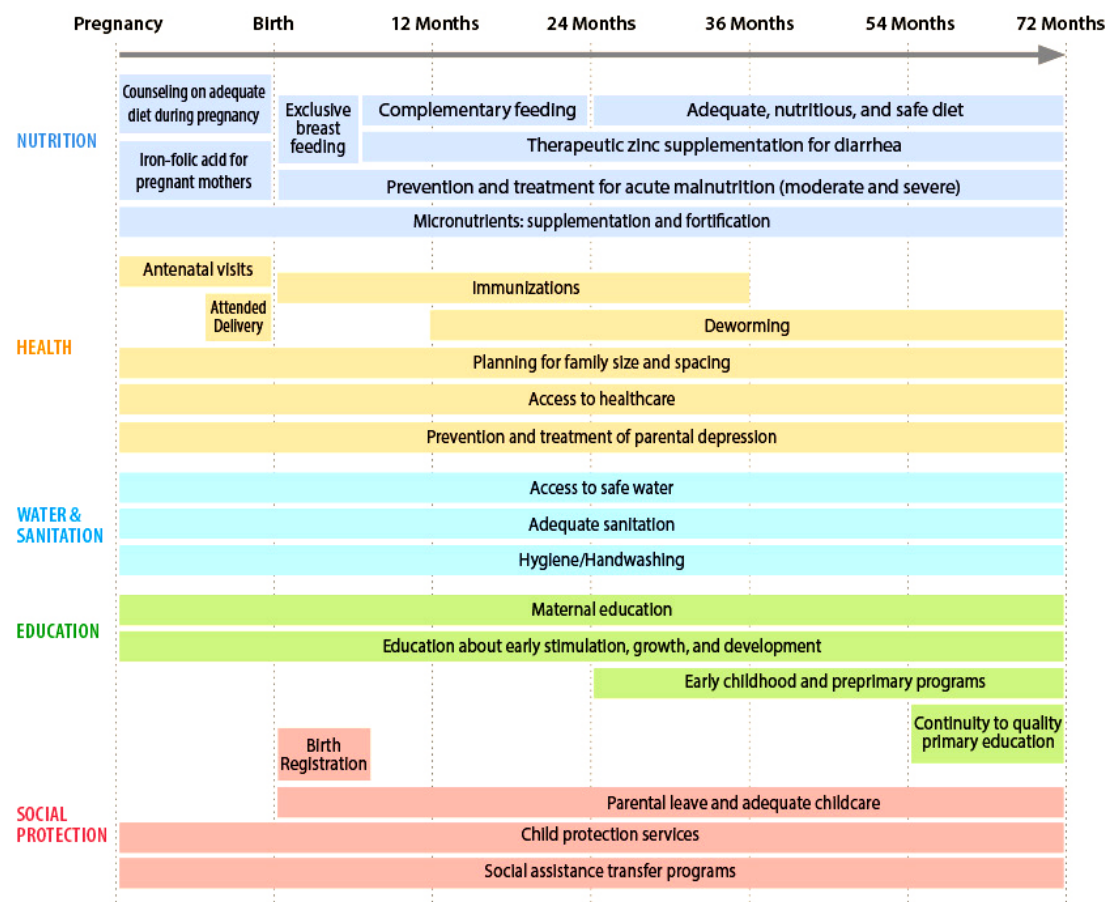 Pregnancy Birth 12 Months 24 Months 36 Months 54 Months 72 Months
NUTRITION
Counseling on adequate
diet during pregnancy
Exclusive
breast
feeding
Complementary feeding
Adequate, nutritious, and safe diet
Iron-folic acid for
pregnant mothers
Therapeutic zinc supplementation for diarrhea
Prevention and treatment for acute malnutrition (moderate and severe)
Micronutrients: supplementation and fortification
HEALTH
Antenatal visits
Immunizations
Attended
Delivery
Deworming
Planning for family size and spacing
Access to healthcare
Prevention and treatment of parental depression
WATER &
SANITATION
Access to safe water
Adequate sanitation
Hygiene/Handwashing
EDUCATION
Maternal education
Education about early stimulation, growth, and development
Early childhood and preprimary programs
Continuity to quality
primary education
SOCIAL
PROTECTION
Birth
Registration
Parental leave and adequate childcare
Child protection services
Social assistance transfer programs